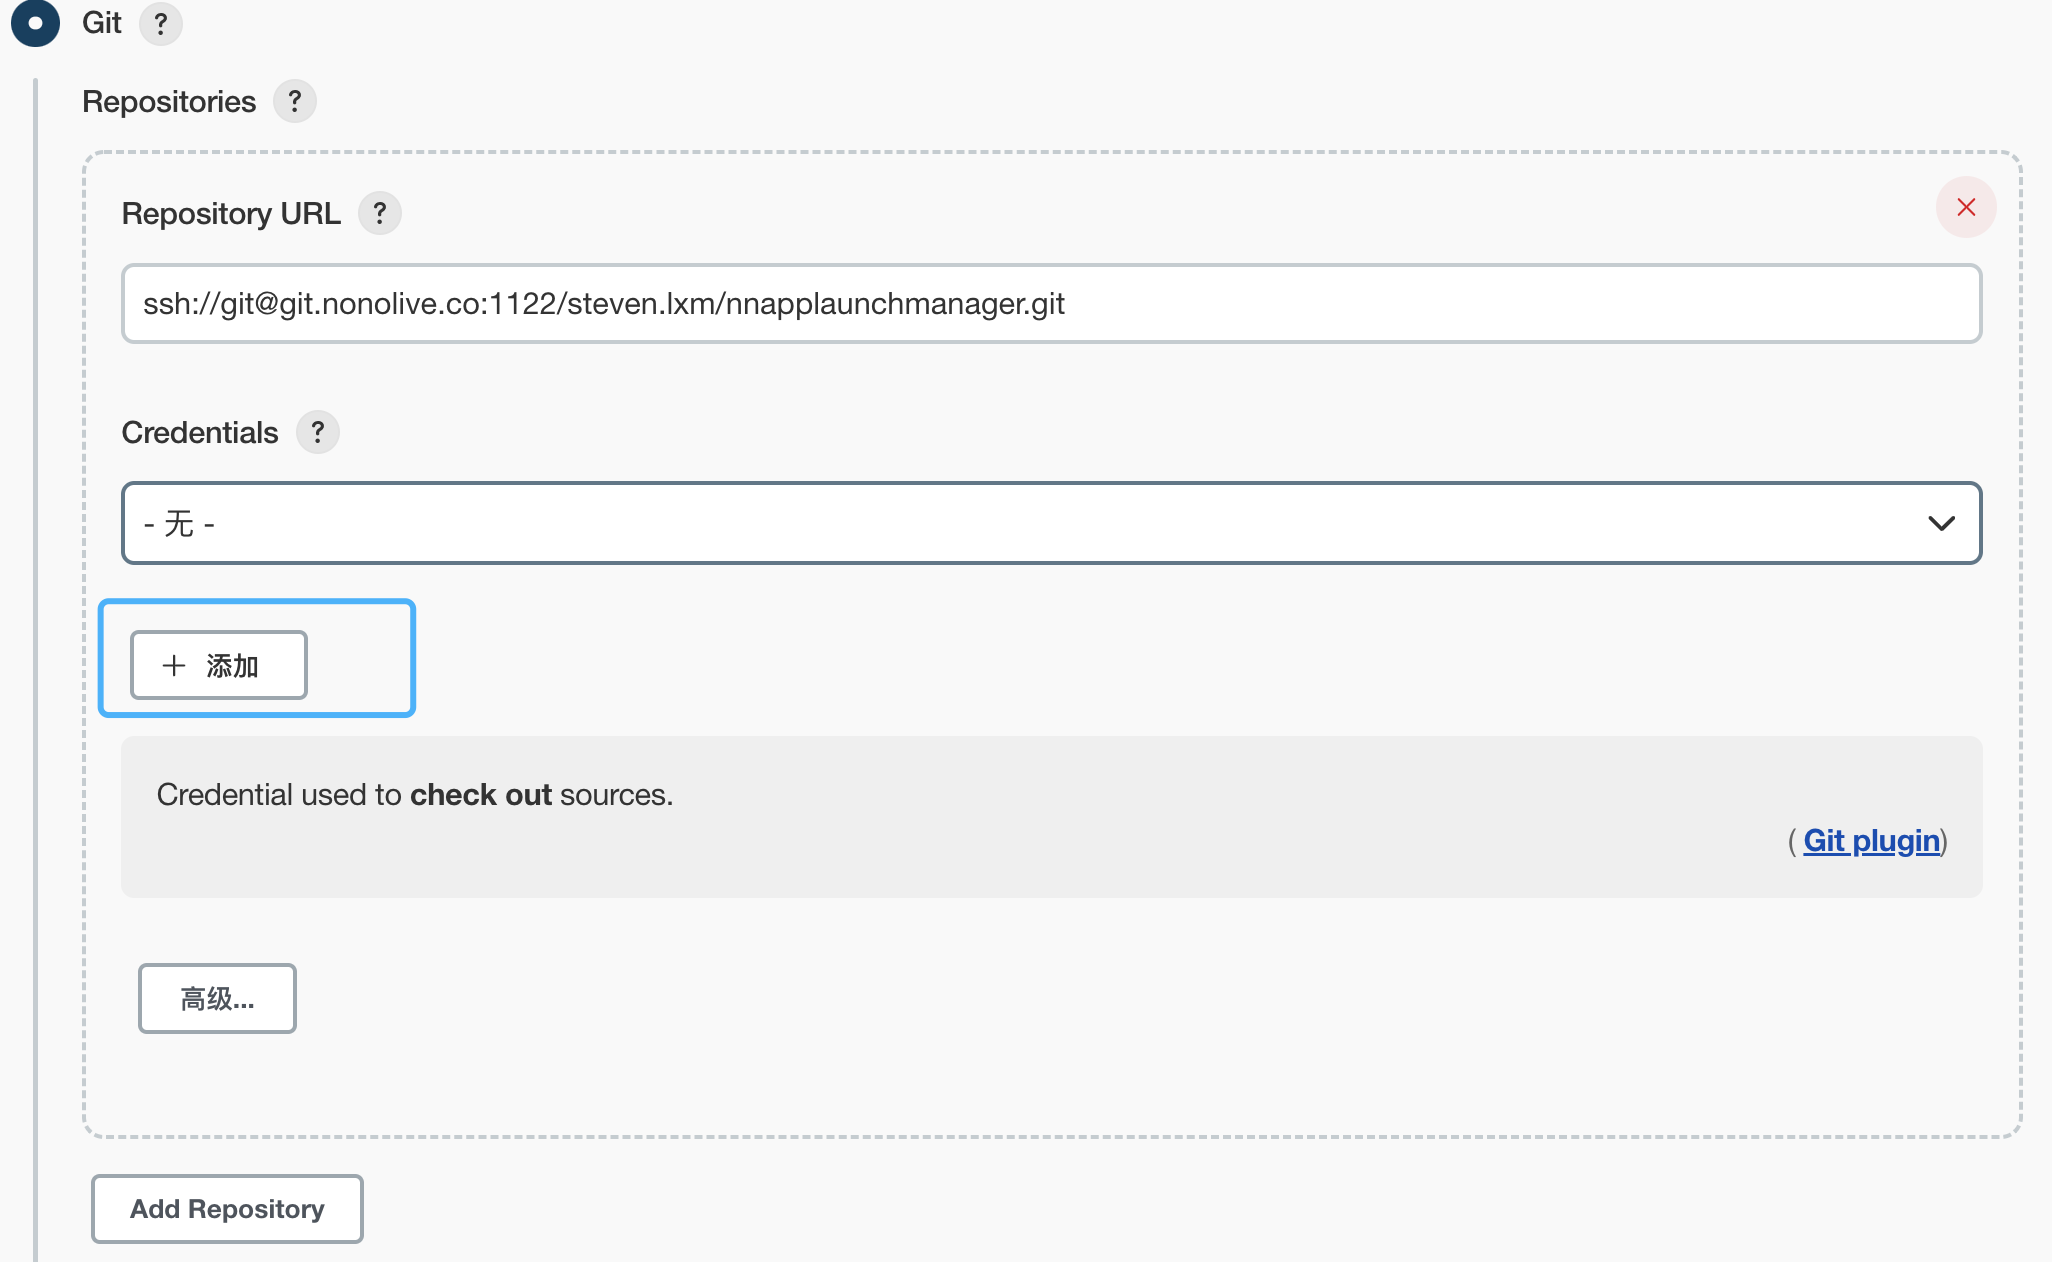 Git ?
Repositories ?
Repository URL ?
ssh://git@git.nonolive.co:1122/steven.lxm/nnapplaunchmanager.git
Credentials ?
- 无 -
添加
Credential used to check out sources.
( Git plugin)
高级...
Add Repository